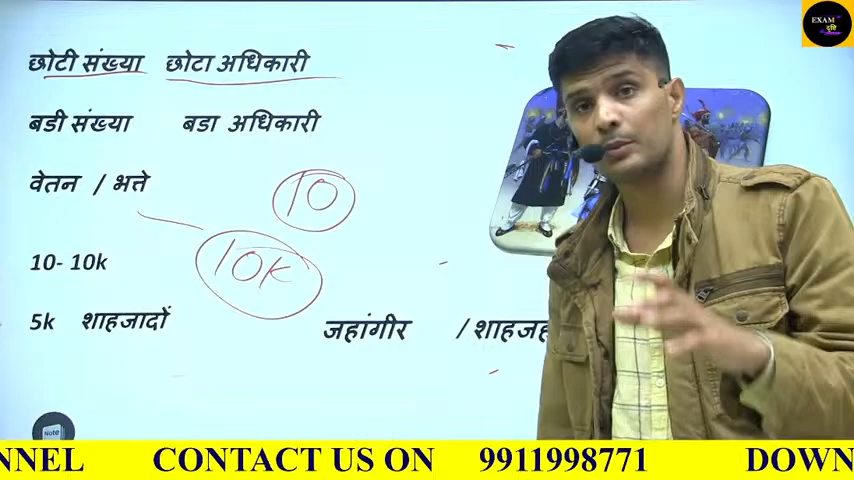 EXAM
दृष्टि
छोटी संख्या छोटा अधिकारी
बडी संख्या बडा अधिकारी
वेतन / भत्ते
10
10k
10- 10k
5k शाहजादों
जहांगीर / शाहजह
Note
NNEL CONTACT US ON 9911998771 DOWN